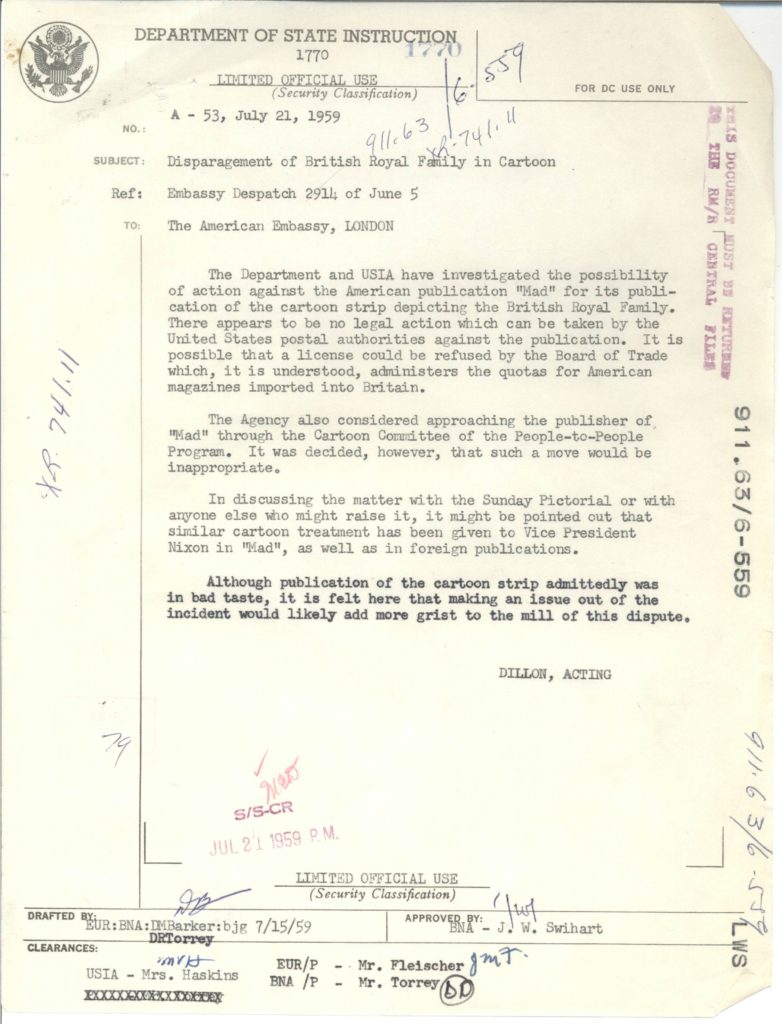 DEPARTMENT OF STATE INSTRUCTION
1770
1770
6-559
LIMITED OFFICIAL USE
(Security Classification)
FOR DC USE ONLY
NO.: A - 53, July 21, 1959
911.63
XR. 741.11
SUBJECT: Disparagement of British Royal Family in Cartoon
Ref: Embassy Despatch 2914 of June 5
TO: The American Embassy, LONDON
The Department and USIA have investigated the possibility
of action against the American publication "Mad" for its publi-
cation of the cartoon strip depicting the British Royal Family.
There appears to be no legal action which can be taken by the
United States postal authorities against the publication. It is
possible that a license could be refused by the Board of Trade
which, it is understood, administers the quotas for American
magazines imported into Britain.
The Agency also considered approaching the publisher of
"Mad" through the Cartoon Committee of the People-to-People
Program. It was decided, however, that such a move would be
inappropriate.
In discussing the matter with the Sunday Pictorial or with
anyone else who might raise it, it might be pointed out that
similar cartoon treatment has been given to Vice President
Nixon in "Mad", as well as in foreign publications.
Although publication of the cartoon strip admittedly was
in bad taste, it is felt here that making an issue out of the
incident would likely add more grist to the mill of this dispute.
DILLON, ACTING
THIS DOCUMENT MUST BE RETURNED
TO THE RM/R CENTRAL FILES
911.63/6-559
XR. 741.11
79
S/S-CR
JUL 21 1959 P.M.
911.63/6-559
LWS
LIMITED OFFICIAL USE
(Security Classification)
DRAFTED BY: EUR:BNA:DMBarker:bjg 7/15/59
DRTorrey
APPROVED BY: BNA - J. W. Swihart
CLEARANCES:
USIA - Mrs. Haskins
EUR/P - Mr. Fleischer
BNA /P - Mr. Torrey
XXXXXXXXXXXXXXXXXX